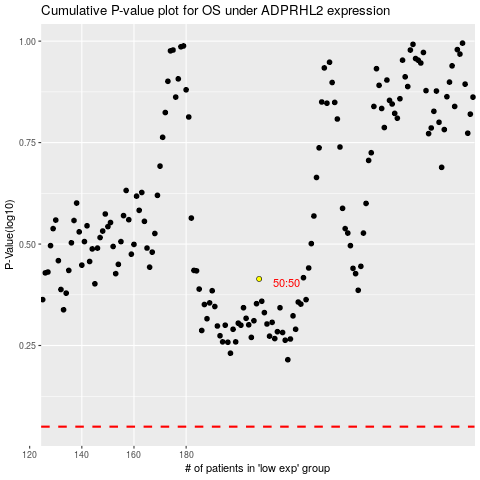 Cumulative P-value plot for OS under ADPRHL2 expression
1.00
0.75
0.50
0.25
P-Value(log10)
50:50
120 140 160 180
# of patients in 'low exp' group